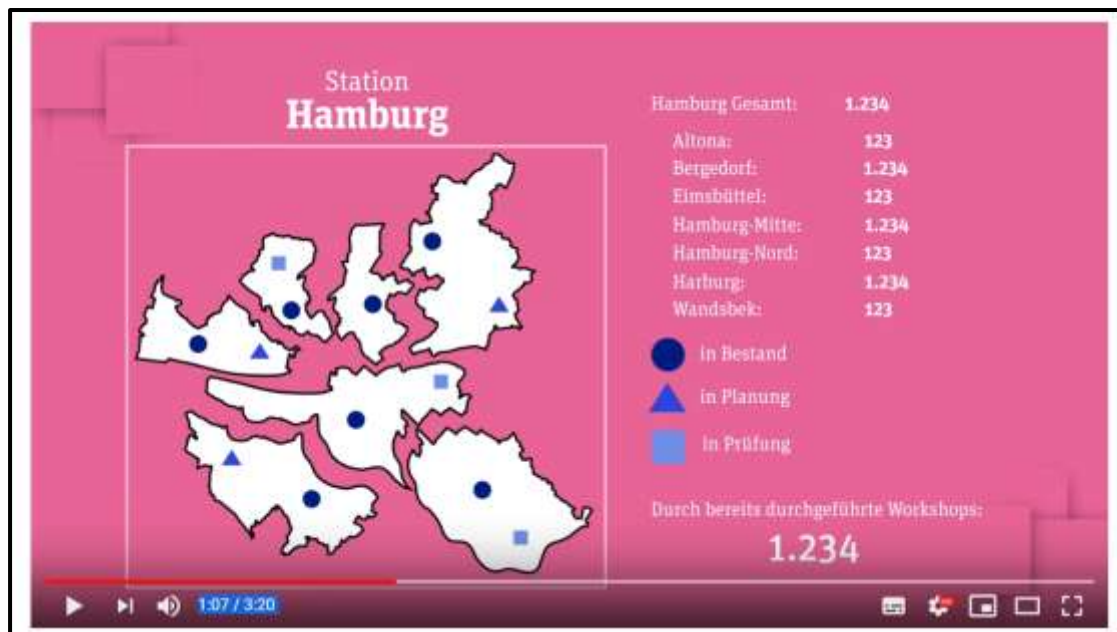 Station
Hamburg
Hamburg Gesamt: 1.234
Altona: 123
Bergedorf: 1.234
Eimsbüttel: 123
Hamburg-Mitte: 1.234
Hamburg-Nord: 123
Harburg: 1.234
Wandsbek: 123
in Bestand
in Planung
in Prüfung
Durch bereits durchgeführte Workshops:
1.234
1:07 / 3:20